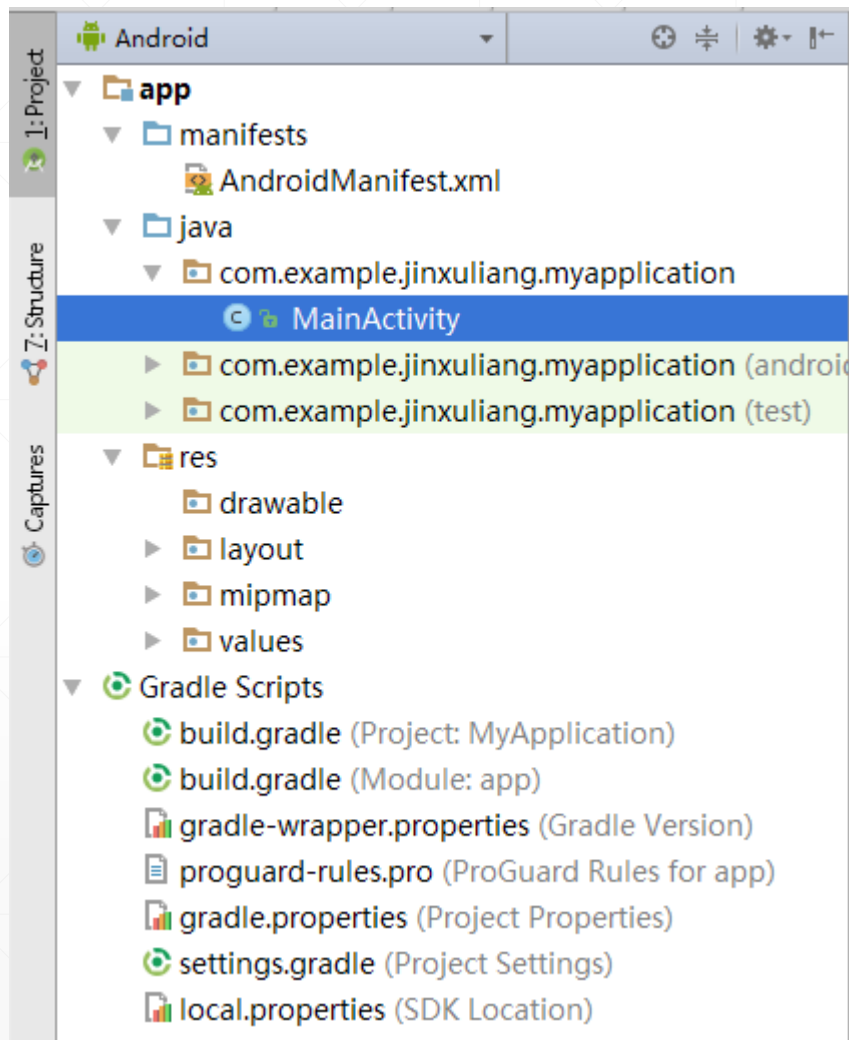 Android
1: Project
7: Structure
Captures
app
manifests
AndroidManifest.xml
java
com.example.jinxuliang.myapplication
MainActivity
com.example.jinxuliang.myapplication
com.example.jinxuliang.myapplication (test)
res
drawable
layout
mipmap
values
Gradle Scripts
build.gradle (Project: MyApplication)
build.gradle (Module: app)
gradle-wrapper.properties (Gradle Version)
proguard-rules.pro (ProGuard Rules for app)
gradle.properties (Project Properties)
settings.gradle (Project Settings)
local.properties (SDK Location)